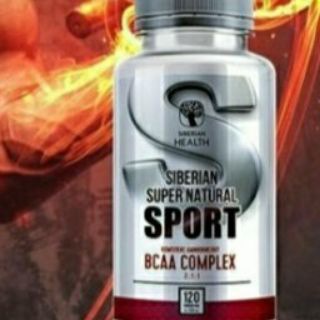 SIBERIAN
HEALTH
S
SIBERIAN
SUPER NATURAL
SPORT
BCAA COMPLEX
2:1:1
120